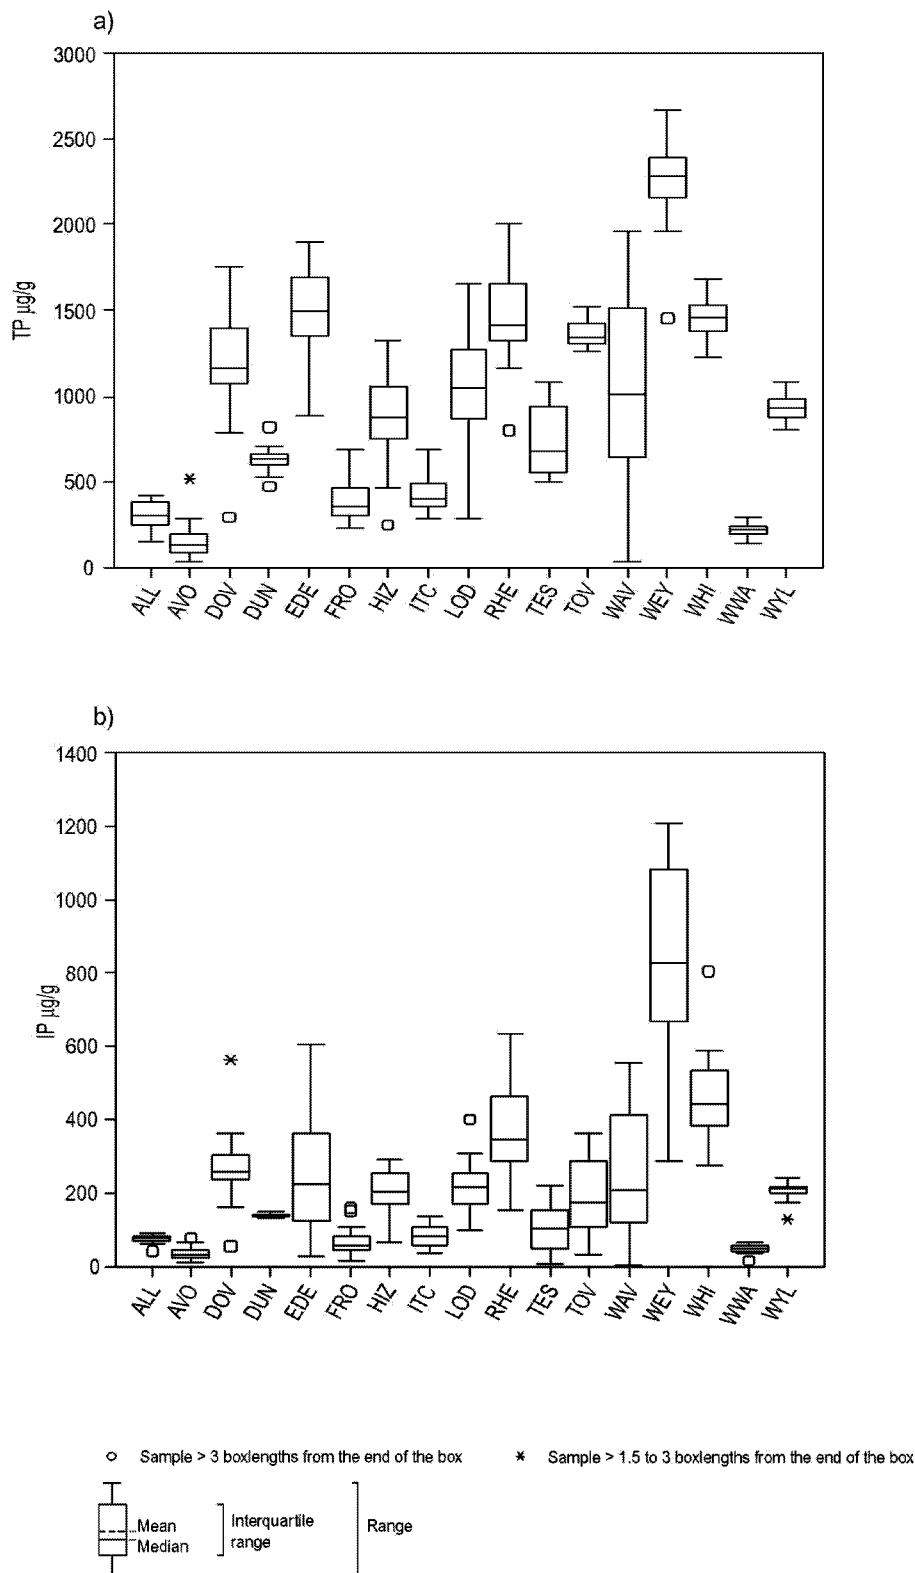 a)
3000
2500
2000
1500
1000
500
0
TP µg/g
ALL AVO DOV DUN EDE FRO HIZ ITC LOD RHE TES TOV WAV WEY WHI WWA WYL
b)
1400
1200
1000
800
600
400
200
0
IP µg/g
ALL AVO DOV DUN EDE FRO HIZ ITC LOD RHE TES TOV WAV WEY WHI WWA WYL
Sample > 3 boxlengths from the end of the box
Sample > 1.5 to 3 boxlengths from the end of the box
Mean
Median
Interquartile
range
Range